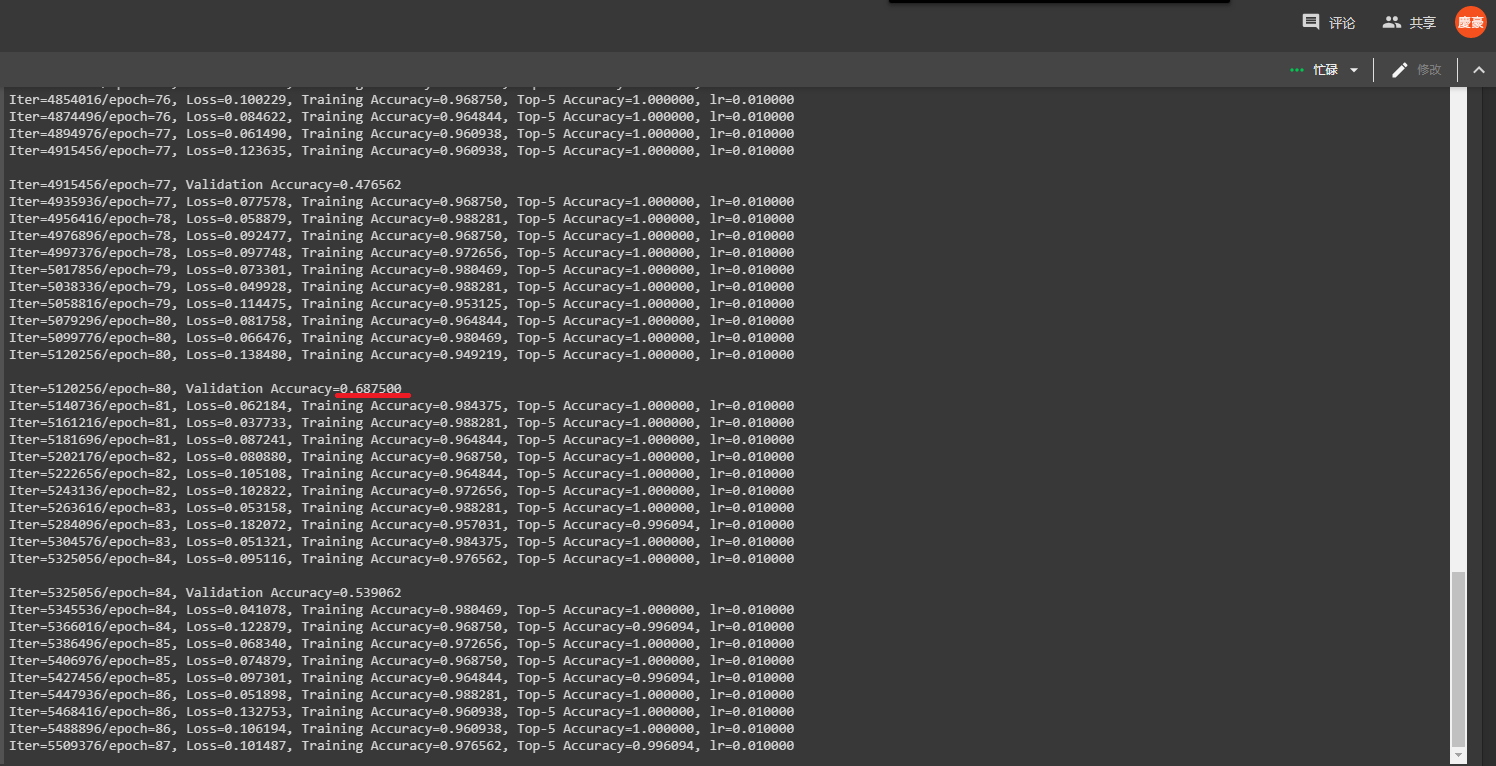 评论
共享
慶豪
忙碌
修改
Iter=4854016/epoch=76, Loss=0.100229, Training Accuracy=0.968750, Top-5 Accuracy=1.000000, lr=0.010000
Iter=4874496/epoch=76, Loss=0.084622, Training Accuracy=0.964844, Top-5 Accuracy=1.000000, lr=0.010000
Iter=4894976/epoch=77, Loss=0.061490, Training Accuracy=0.960938, Top-5 Accuracy=1.000000, lr=0.010000
Iter=4915456/epoch=77, Loss=0.123635, Training Accuracy=0.960938, Top-5 Accuracy=1.000000, lr=0.010000
Iter=4915456/epoch=77, Validation Accuracy=0.476562
Iter=4935936/epoch=77, Loss=0.077578, Training Accuracy=0.968750, Top-5 Accuracy=1.000000, lr=0.010000
Iter=4956416/epoch=78, Loss=0.058879, Training Accuracy=0.988281, Top-5 Accuracy=1.000000, lr=0.010000
Iter=4976896/epoch=78, Loss=0.092477, Training Accuracy=0.968750, Top-5 Accuracy=1.000000, lr=0.010000
Iter=4997376/epoch=78, Loss=0.097748, Training Accuracy=0.972656, Top-5 Accuracy=1.000000, lr=0.010000
Iter=5017856/epoch=79, Loss=0.073301, Training Accuracy=0.980469, Top-5 Accuracy=1.000000, lr=0.010000
Iter=5038336/epoch=79, Loss=0.049928, Training Accuracy=0.988281, Top-5 Accuracy=1.000000, lr=0.010000
Iter=5058816/epoch=79, Loss=0.114475, Training Accuracy=0.953125, Top-5 Accuracy=1.000000, lr=0.010000
Iter=5079296/epoch=80, Loss=0.081758, Training Accuracy=0.964844, Top-5 Accuracy=1.000000, lr=0.010000
Iter=5099776/epoch=80, Loss=0.066476, Training Accuracy=0.980469, Top-5 Accuracy=1.000000, lr=0.010000
Iter=5120256/epoch=80, Loss=0.138480, Training Accuracy=0.949219, Top-5 Accuracy=1.000000, lr=0.010000
Iter=5120256/epoch=80, Validation Accuracy=0.687500
Iter=5140736/epoch=81, Loss=0.062184, Training Accuracy=0.984375, Top-5 Accuracy=1.000000, lr=0.010000
Iter=5161216/epoch=81, Loss=0.037733, Training Accuracy=0.988281, Top-5 Accuracy=1.000000, lr=0.010000
Iter=5181696/epoch=81, Loss=0.087241, Training Accuracy=0.964844, Top-5 Accuracy=1.000000, lr=0.010000
Iter=5202176/epoch=82, Loss=0.080880, Training Accuracy=0.968750, Top-5 Accuracy=1.000000, lr=0.010000
Iter=5222656/epoch=82, Loss=0.105108, Training Accuracy=0.964844, Top-5 Accuracy=1.000000, lr=0.010000
Iter=5243136/epoch=82, Loss=0.102822, Training Accuracy=0.972656, Top-5 Accuracy=1.000000, lr=0.010000
Iter=5263616/epoch=83, Loss=0.053158, Training Accuracy=0.988281, Top-5 Accuracy=1.000000, lr=0.010000
Iter=5284096/epoch=83, Loss=0.182072, Training Accuracy=0.957031, Top-5 Accuracy=0.996094, lr=0.010000
Iter=5304576/epoch=83, Loss=0.051321, Training Accuracy=0.984375, Top-5 Accuracy=1.000000, lr=0.010000
Iter=5325056/epoch=84, Loss=0.095116, Training Accuracy=0.976562, Top-5 Accuracy=1.000000, lr=0.010000
Iter=5325056/epoch=84, Validation Accuracy=0.539062
Iter=5345536/epoch=84, Loss=0.041078, Training Accuracy=0.980469, Top-5 Accuracy=1.000000, lr=0.010000
Iter=5366016/epoch=84, Loss=0.122879, Training Accuracy=0.968750, Top-5 Accuracy=0.996094, lr=0.010000
Iter=5386496/epoch=85, Loss=0.068340, Training Accuracy=0.972656, Top-5 Accuracy=1.000000, lr=0.010000
Iter=5406976/epoch=85, Loss=0.074879, Training Accuracy=0.968750, Top-5 Accuracy=1.000000, lr=0.010000
Iter=5427456/epoch=85, Loss=0.097301, Training Accuracy=0.964844, Top-5 Accuracy=0.996094, lr=0.010000
Iter=5447936/epoch=86, Loss=0.051898, Training Accuracy=0.988281, Top-5 Accuracy=1.000000, lr=0.010000
Iter=5468416/epoch=86, Loss=0.132753, Training Accuracy=0.960938, Top-5 Accuracy=1.000000, lr=0.010000
Iter=5488896/epoch=86, Loss=0.106194, Training Accuracy=0.960938, Top-5 Accuracy=1.000000, lr=0.010000
Iter=5509376/epoch=87, Loss=0.101487, Training Accuracy=0.976562, Top-5 Accuracy=0.996094, lr=0.010000